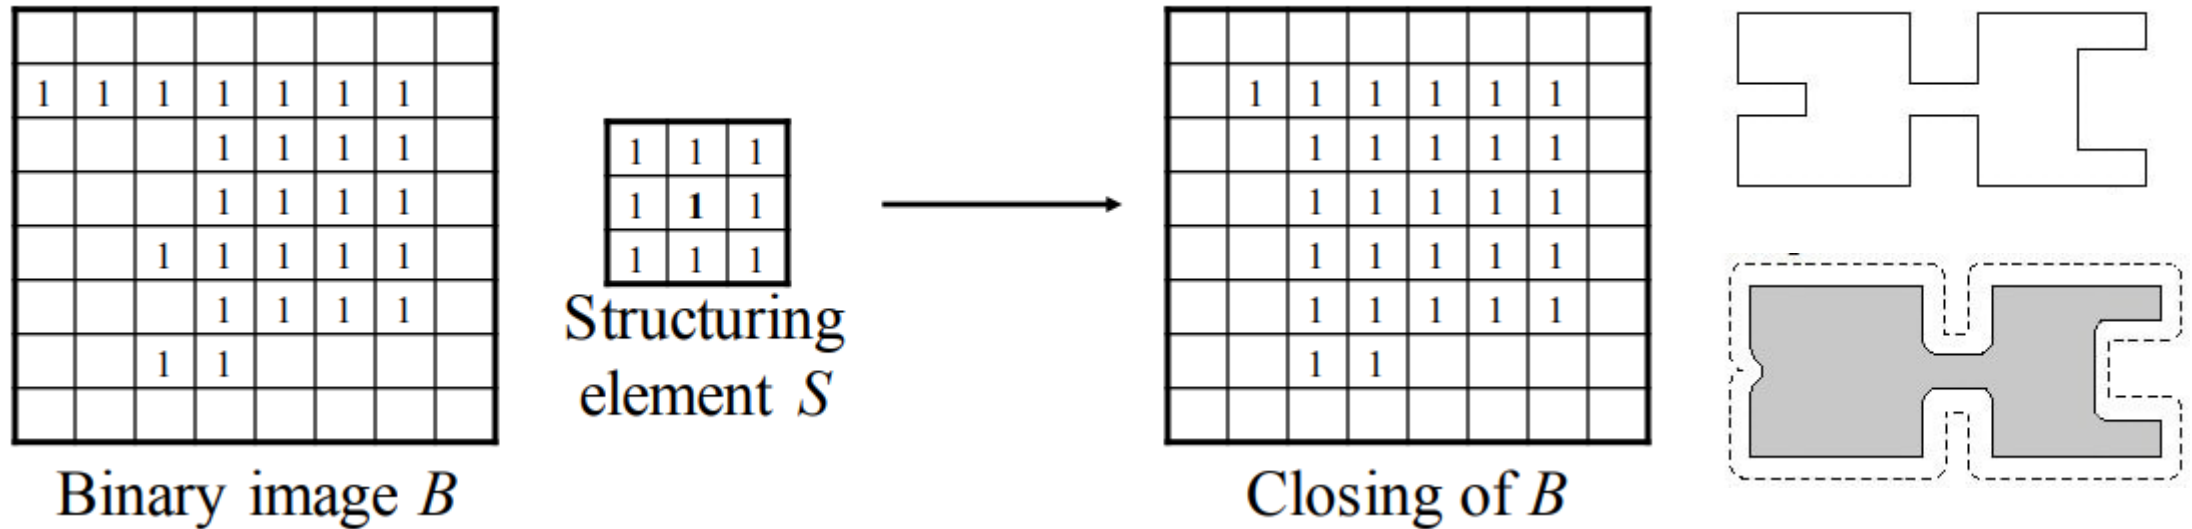 1 1 1 1 1 1 1
1 1 1 1
1 1 1 1
1 1 1 1 1
1 1 1 1
1 1
Binary image B
1 1 1
1 1 1
1 1 1
Structuring
element S
1 1 1 1 1 1
1 1 1 1 1
1 1 1 1 1
1 1 1 1 1
1 1 1 1 1
1 1
Closing of B